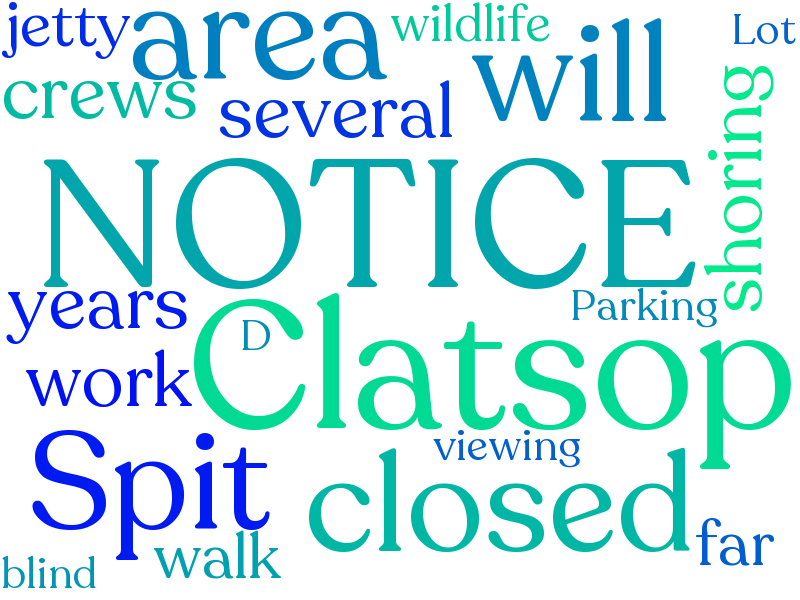 jetty area wildlife Lot
crews several will
shoring
NOTICE
years Parking
D Clatsop
work
Spit viewing
closed
far
blind walk